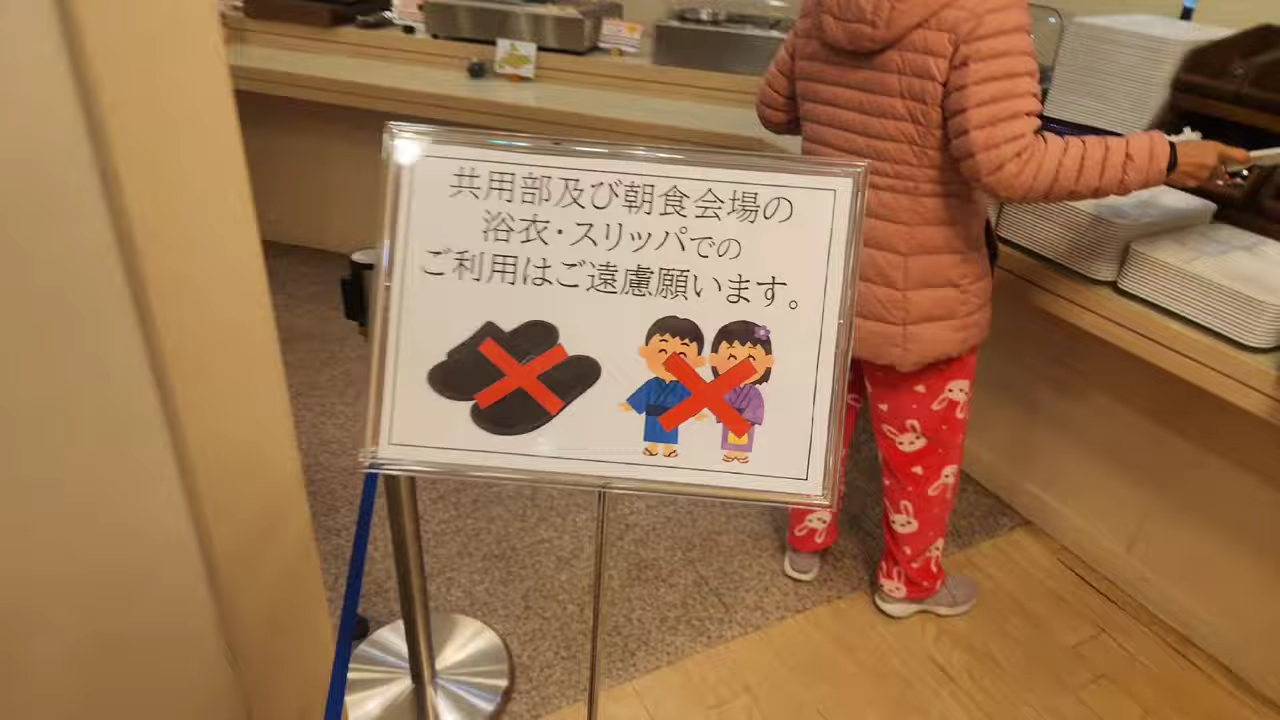 共用部及び朝食会場の
浴衣・スリッパでの
ご利用はご遠慮願います。